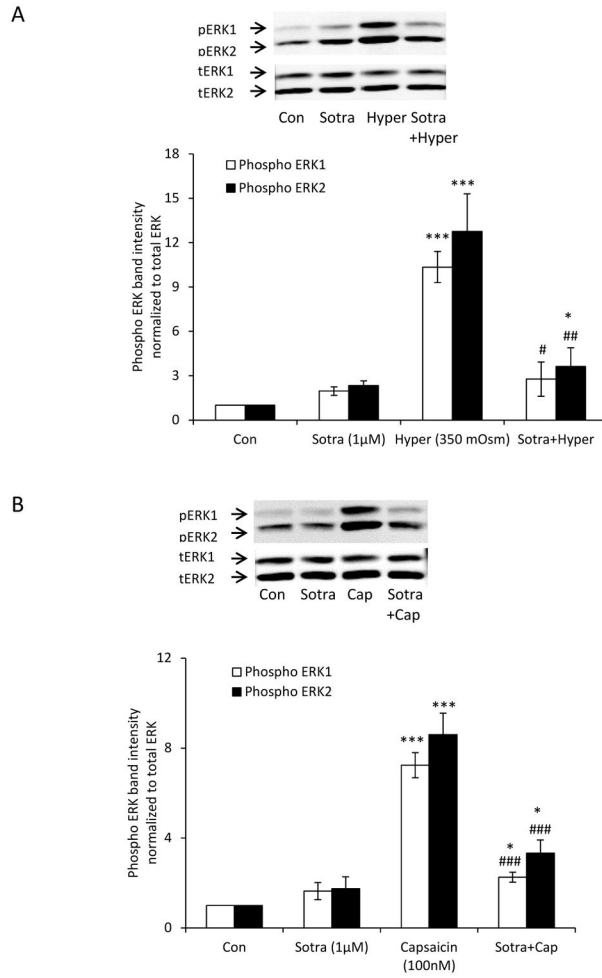 A
pERK1
pERK2
tERK1
tERK2
Con Sotra Hyper Sotra
+Hyper
Phospho ERK band intensity
normalized to total ERK
18
15
12
9
6
3
0
Phospho ERK1
Phospho ERK2
***
***
#
*
##
Con Sotra (1µM) Hyper (350 mOsm) Sotra+Hyper
B
pERK1
pERK2
tERK1
tERK2
Con Sotra Cap Sotra
+Cap
Phospho ERK band intensity
normalized to total ERK
12
8
4
0
Phospho ERK1
Phospho ERK2
***
***
*
###
*
###
Con Sotra (1µM) Capsaicin Sotra+Cap
(100nM)